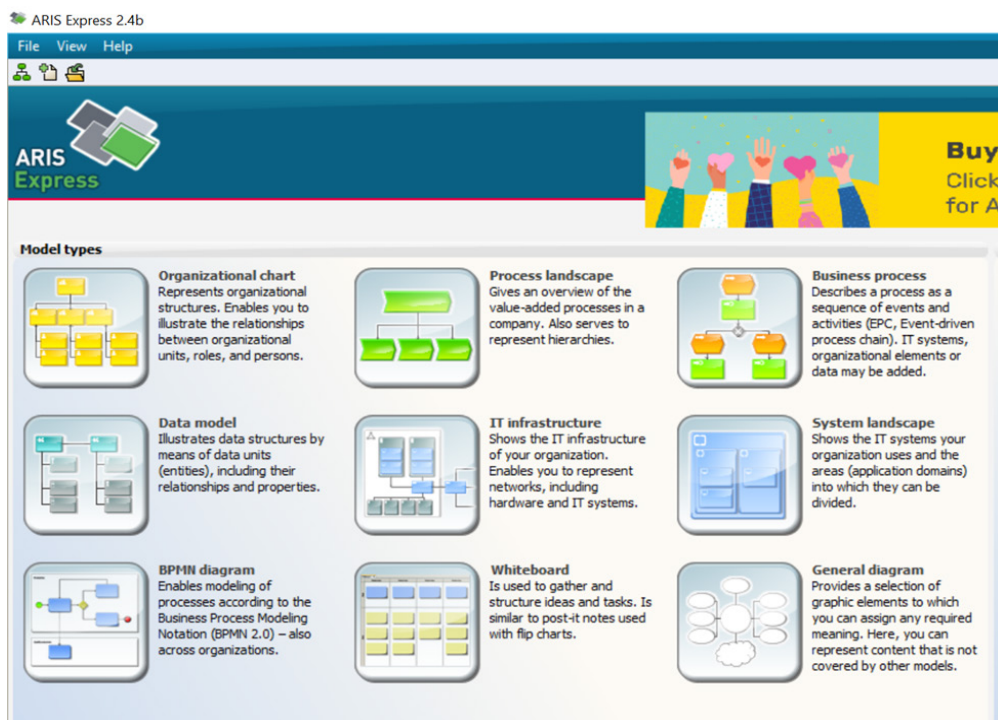 ARIS Express 2.4b
File View Help
ARIS
Express
Buy
Click
for A
Model types
Organizational chart
Represents organizational
structures. Enables you to
illustrate the relationships
between organizational
units, roles, and persons.
Process landscape
Gives an overview of the
value-added processes in a
company. Also serves to
represent hierarchies.
Business process
Describes a process as a
sequence of events and
activities (EPC, Event-driven
process chain). IT systems,
organizational elements or
data may be added.
Data model
Illustrates data structures by
means of data units
(entities), including their
relationships and properties.
IT infrastructure
Shows the IT infrastructure
of your organization.
Enables you to represent
networks, including
hardware and IT systems.
System landscape
Shows the IT systems your
organization uses and the
areas (application domains)
into which they can be
divided.
BPMN diagram
Enables modeling of
processes according to the
Business Process Modeling
Notation (BPMN 2.0) – also
across organizations.
Whiteboard
Is used to gather and
structure ideas and tasks. Is
similar to post-it notes used
with flip charts.
General diagram
Provides a selection of
graphic elements to which
you can assign any required
meaning. Here, you can
represent content that is not
covered by other models.